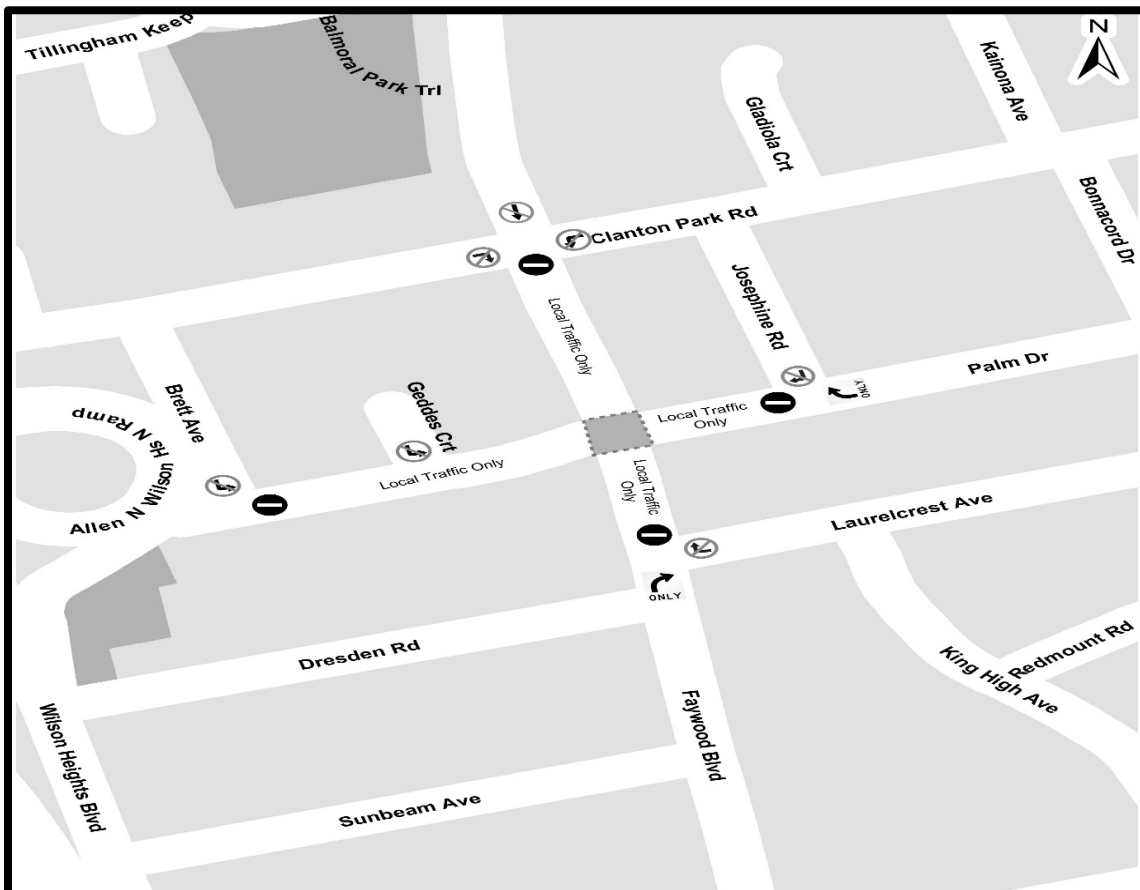 Tillingham Keep
Balmoral Park Trl
N
Kainona Ave
Gladiola Crt
Clanton Park Rd
Bonnacord Dr
Local Traffic Only
Josephine Rd
Palm Dr
ONLY
Brett Ave
Geddes Crt
Local Traffic
Only
Allen N Wilson Hs N Ramp
Local Traffic Only
Local Traffic
Only
Laurelcrest Ave
ONLY
Dresden Rd
Redmount Rd
King High Ave
Faywood Blvd
Wilson Heights Blvd
Sunbeam Ave